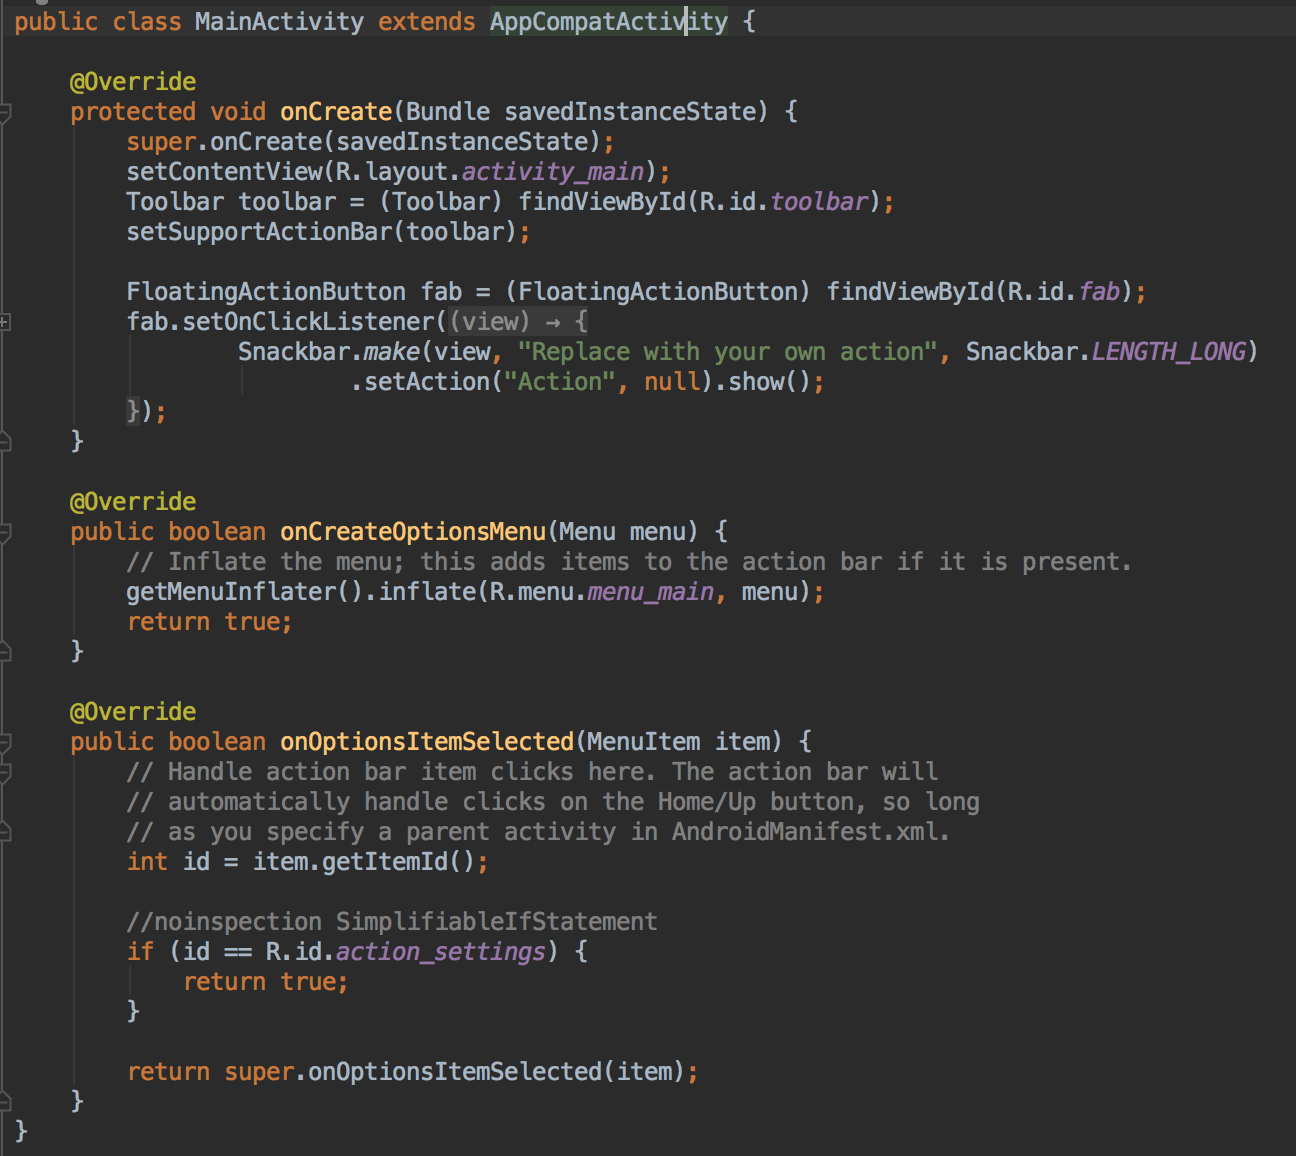 public class MainActivity extends AppCompatActivity {
@Override
protected void onCreate(Bundle savedInstanceState) {
super.onCreate(savedInstanceState);
setContentView(R.layout.activity_main);
Toolbar toolbar = (Toolbar) findViewById(R.id.toolbar);
setSupportActionBar(toolbar);
FloatingActionButton fab = (FloatingActionButton) findViewById(R.id.fab);
fab.setOnClickListener((view) → {
Snackbar.make(view, "Replace with your own action", Snackbar.LENGTH_LONG)
.setAction("Action", null).show();
});
}
@Override
public boolean onCreateOptionsMenu(Menu menu) {
// Inflate the menu; this adds items to the action bar if it is present.
getMenuInflater().inflate(R.menu.menu_main, menu);
return true;
}
@Override
public boolean onOptionsItemSelected(MenuItem item) {
// Handle action bar item clicks here. The action bar will
// automatically handle clicks on the Home/Up button, so long
// as you specify a parent activity in AndroidManifest.xml.
int id = item.getItemId();
//noinspection SimplifiableIfStatement
if (id == R.id.action_settings) {
return true;
}
return super.onOptionsItemSelected(item);
}
}